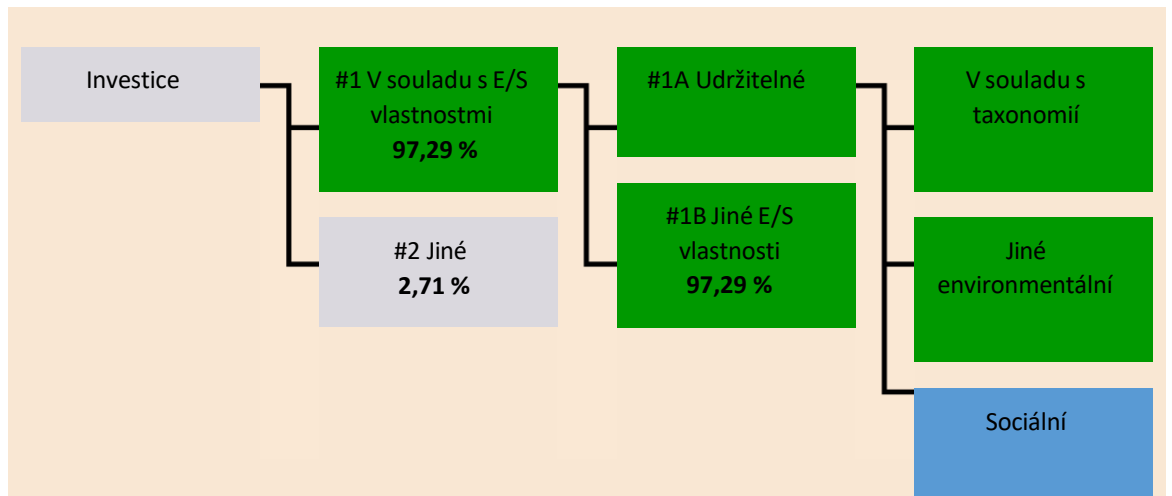 Investice
#1 V souladu s E/S
vlastnostmi
97,29 %
#2 Jiné
2,71 %
#1A Udržitelné
#1B Jiné E/S
vlastnosti
97,29 %
V souladu s
taxonomií
Jiné
environmentální
Sociální